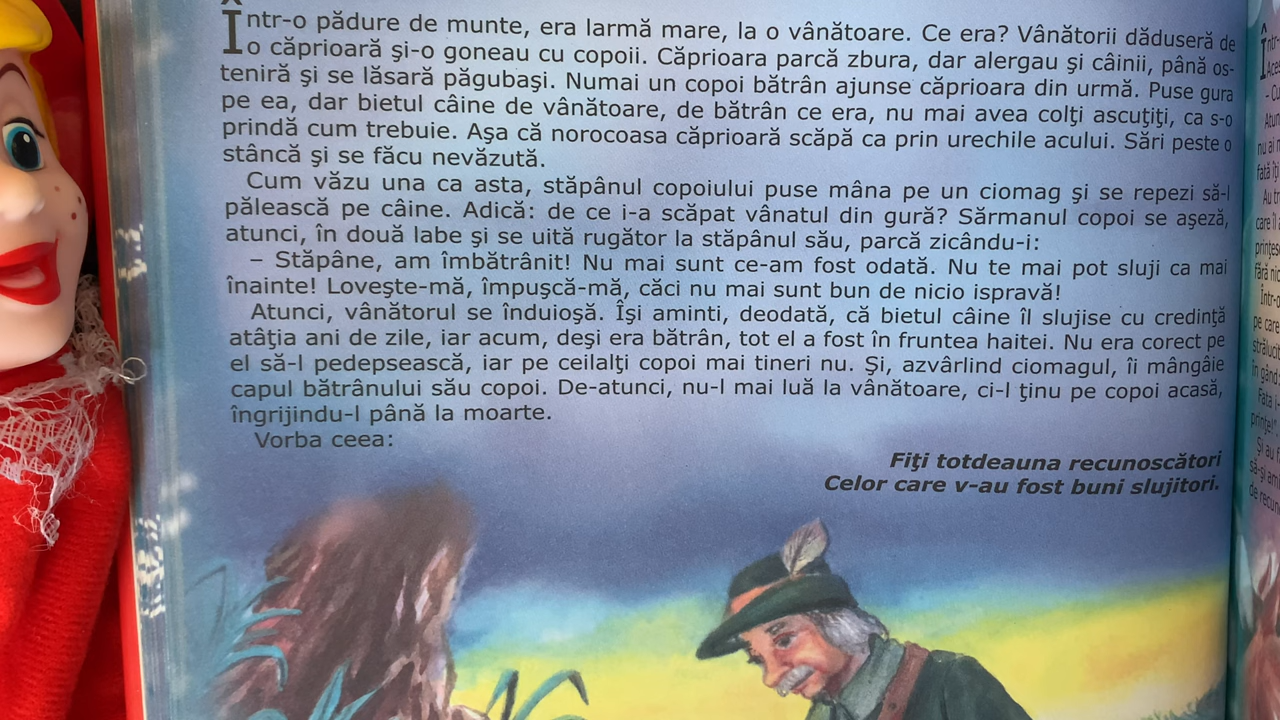 Într-o pădure de munte, era larmă mare, la o vânătoare. Ce era? Vânătorii dăduseră de
o căprioară şi-o goneau cu copoii. Căprioara parcă zbura, dar alergau şi câinii, până os-
teniră şi se lăsară păgubaşi. Numai un copoi bătrân ajunse căprioara din urmă. Puse gura
pe ea, dar bietul câine de vânătoare, de bătrân ce era, nu mai avea colţi ascuţiţi, ca s-o
prindă cum trebuie. Aşa că norocoasa căprioară scăpă ca prin urechile acului. Sări peste o
stâncă şi se făcu nevăzută.
Cum văzu una ca asta, stăpânul copoiului puse mâna pe un ciomag şi se repezi să-l
pălească pe câine. Adică: de ce i-a scăpat vânatul din gură? Sărmanul copoi se aşeză,
atunci, în două labe şi se uită rugător la stăpânul său, parcă zicându-i:
– Stăpâne, am îmbătrânit! Nu mai sunt ce-am fost odată. Nu te mai pot sluji ca mai
înainte! Loveşte-mă, împuşcă-mă, căci nu mai sunt bun de nicio ispravă!
Atunci, vânătorul se înduioşă. Îşi aminti, deodată, că bietul câine îl slujise cu credinţă
atâţia ani de zile, iar acum, deşi era bătrân, tot el a fost în fruntea haitei. Nu era corect pe
el să-l pedepsească, iar pe ceilalţi copoi mai tineri nu. Şi, azvârlind ciomagul, îi mângâie
capul bătrânului său copoi. De-atunci, nu-l mai luă la vânătoare, ci-l ţinu pe copoi acasă,
îngrijindu-l până la moarte.
Vorba ceea:
Fiţi totdeauna recunoscători
Celor care v-au fost buni slujitori.